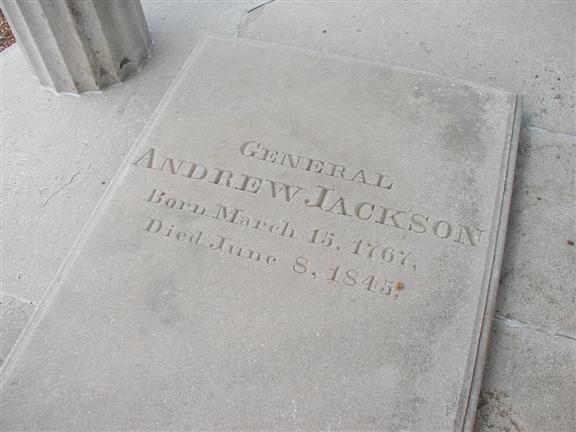 GENERAL
ANDREW JACKSON
Born March 15, 1767,
Died June 8, 1845,